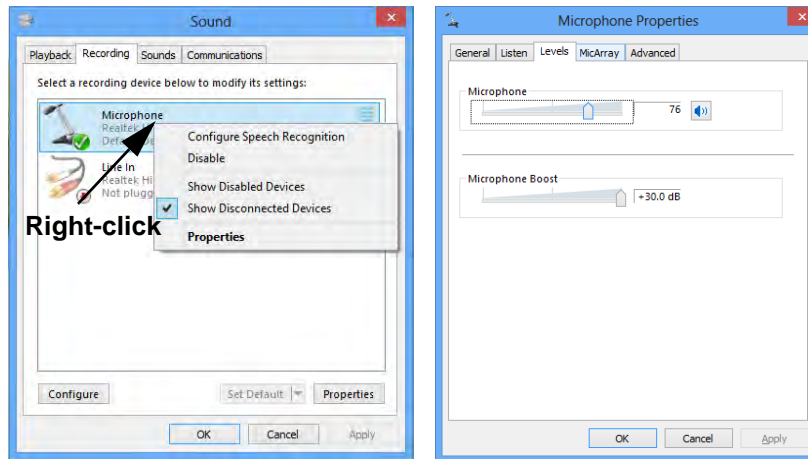 Sound
Playback Recording Sounds Communications
Select a recording device below to modify its settings:
Microphone
Realtek
Configure Speech Recognition
Disable
Line In
Realtek Hi
Not plugg
Show Disabled Devices
Show Disconnected Devices
Properties
Right-click
Configure Set Default Properties
OK Cancel Apply
Microphone Properties
General Listen Levels MicArray Advanced
Microphone
76
Microphone Boost
+30.0 dB
OK Cancel Apply